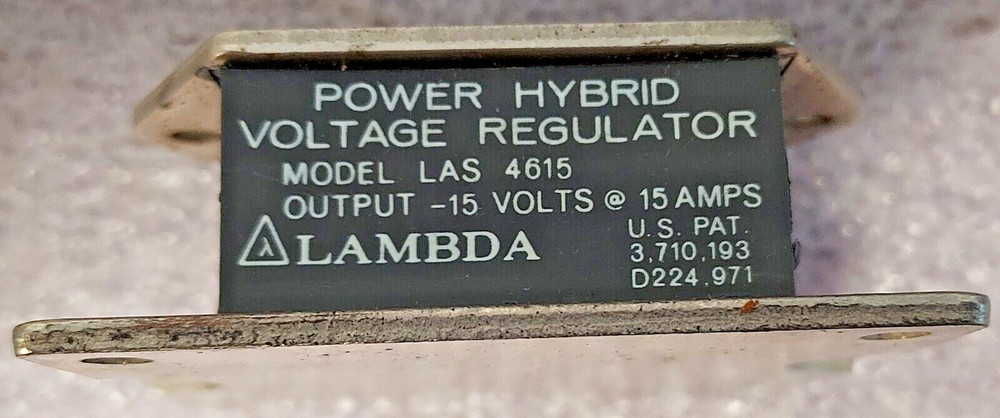 POWER HYBRID
VOLTAGE REGULATOR
MODEL LAS 4615
OUTPUT -15 VOLTS @ 15 AMPS
λ LAMBDA
U.S. PAT.
3,710,193
D224,971